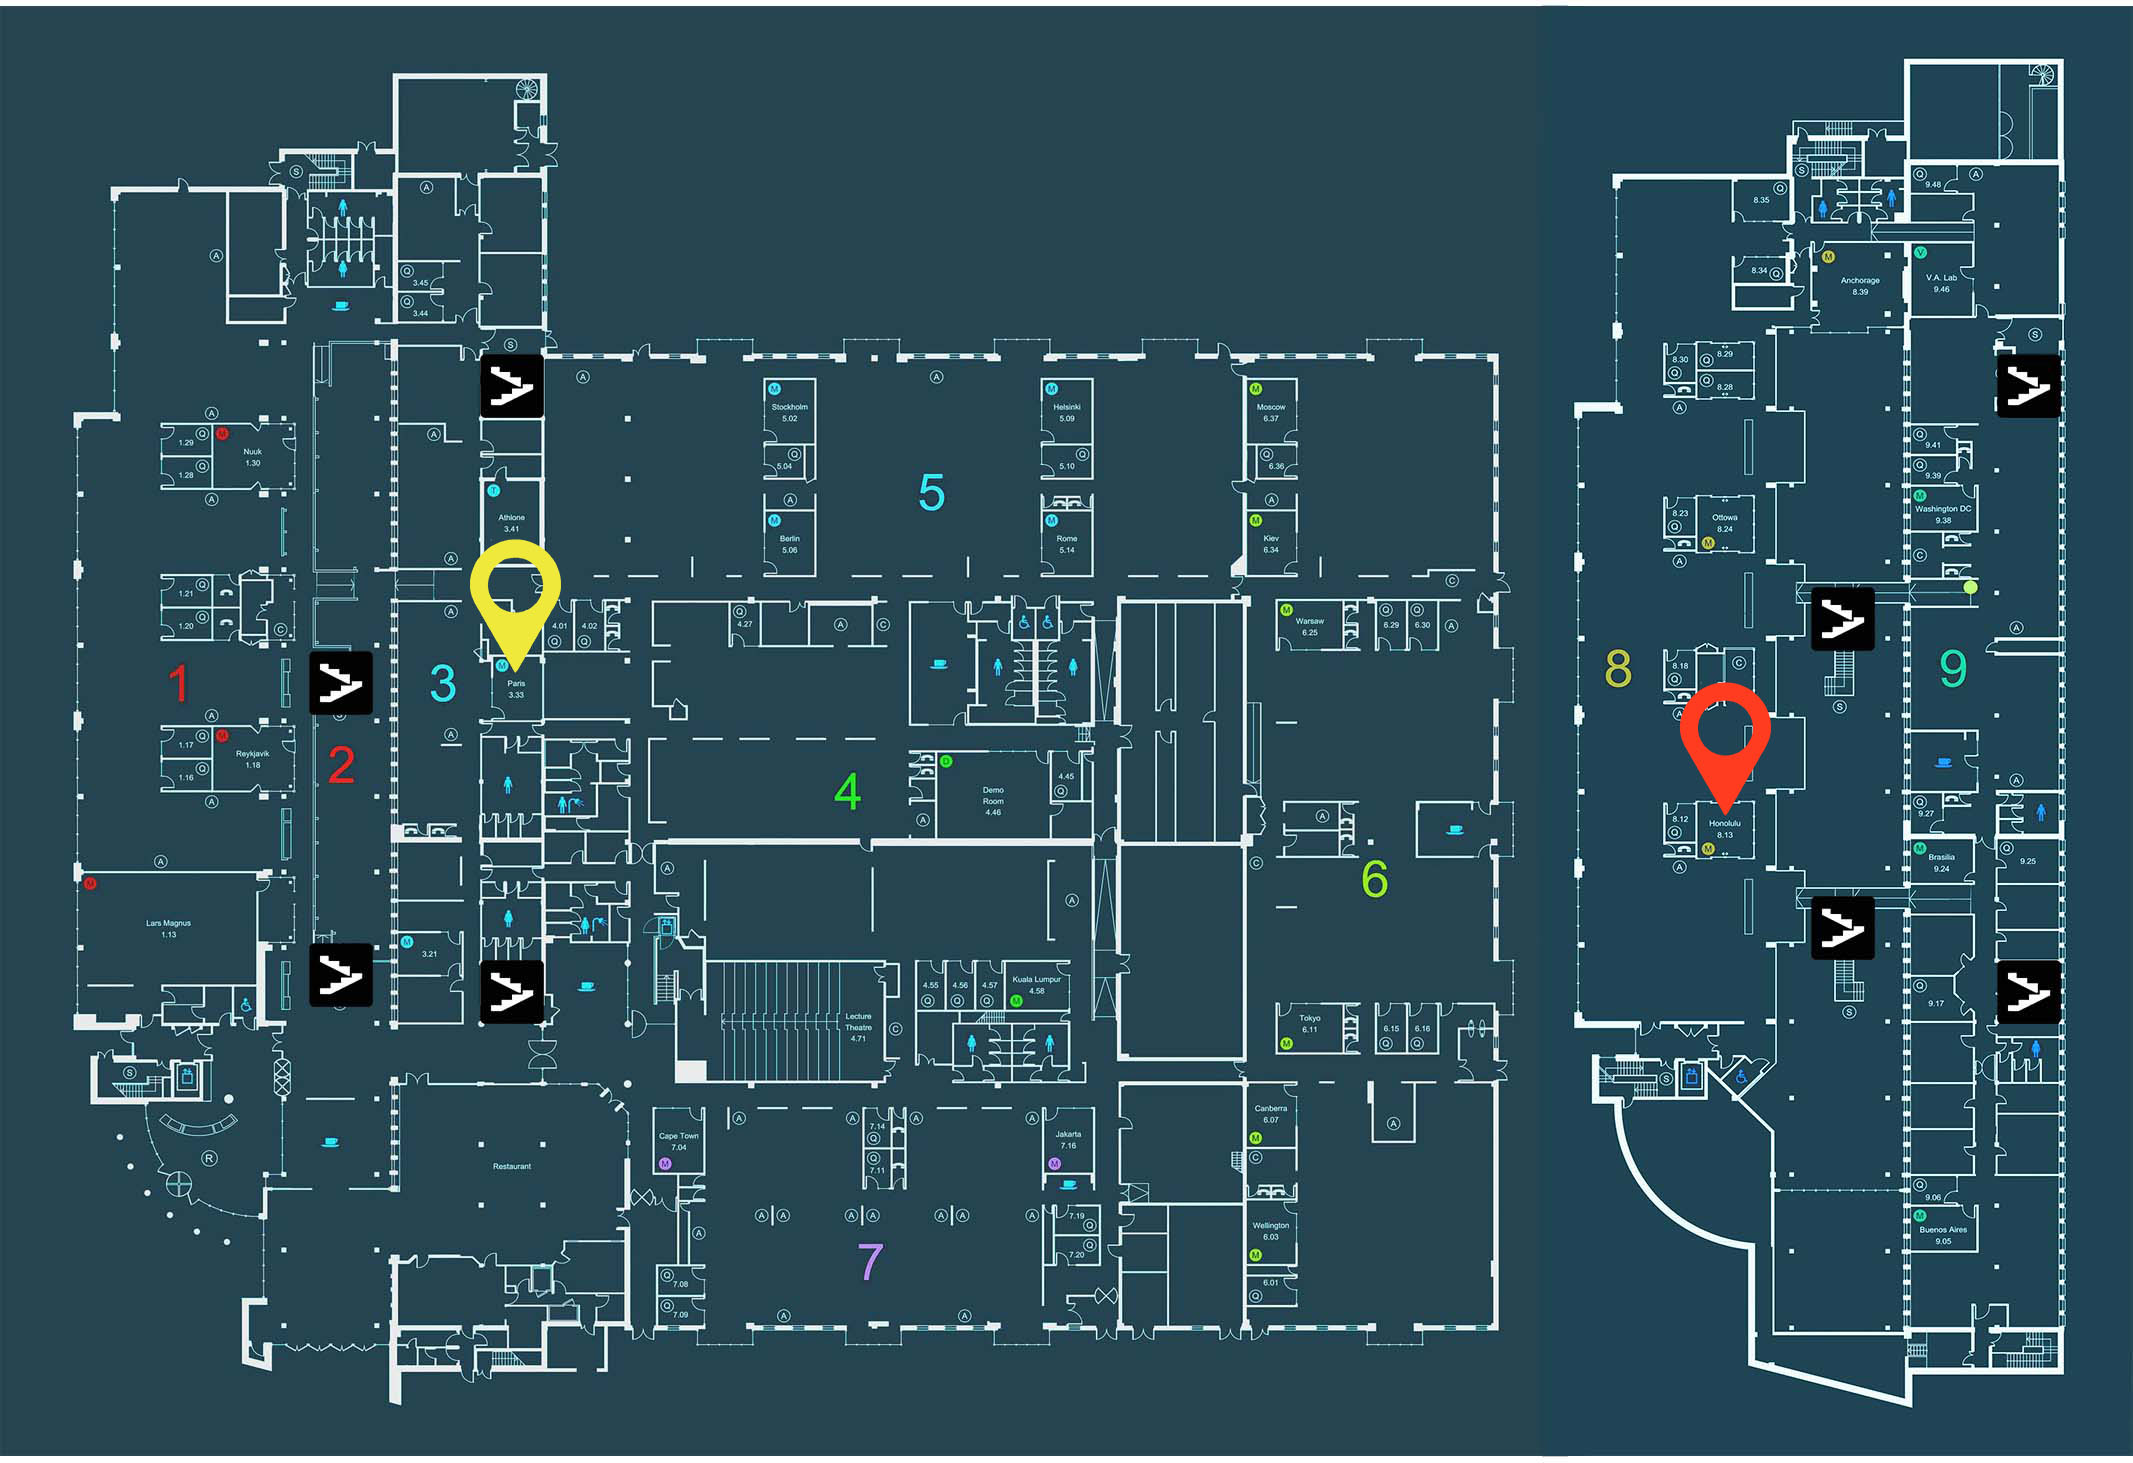 S
A
A
Q
3.45
Q
3.44
S
A
A
A
A
Q
1.29
M
Nuuk
1.30
Q
1.28
A
T
Athlone
3.41
A
Q
1.21
Q
1.20
C
A
M
Paris
3.33
1
2
3
A
Q
1.17
M
Reykjavik
1.18
Q
1.16
A
A
A
M
Lars Magnus
1.13
M
3.21
S
R
Restaurant
M
Stockholm
5.02
Q
5.04
A
M
Berlin
5.06
5
M
Helsinki
5.09
Q
5.10
M
Rome
5.14
M
Moscow
6.37
Q
6.36
A
M
Kiev
6.34
C
4.01
Q
4.02
Q
Q
4.27
A
C
M
Warsaw
6.25
Q
6.29
Q
6.30
A
4
D
Demo
Room
4.46
4.45
Q
A
A
A
A
C
6
4.55
Q
4.56
Q
4.57
Q
Kuala Lumpur
4.58
M
Lecture
Theatre
4.71
C
Tokyo
6.11
M
6.15
Q
6.16
Q
Cape Town
7.04
M
A
A
7.14
Q
Q
7.11
A
A
Jakarta
7.16
M
Canberra
6.07
M
C
A
A
A
A
A
A
A
A
A
7
7.19
Q
Q
7.20
Wellington
6.03
M
6.01
Q
Q
7.08
Q
7.09
A
A
S
Q
8.35
8.34
Q
M
Anchorage
8.39
Q
9.48
A
V
V.A. Lab
9.46
S
8.30
Q
8.29
Q
Q
8.28
A
Q
9.41
Q
9.39
M
Washington DC
9.38
8.23
Q
Ottowa
8.24
M
A
C
A
8
8.18
Q
C
A
S
9
A
Q
9.27
8.12
Q
Honolulu
8.13
M
A
M
Brasilia
9.24
Q
9.25
Q
9.17
S
S
Q
9.06
M
Buenos Aires
9.05